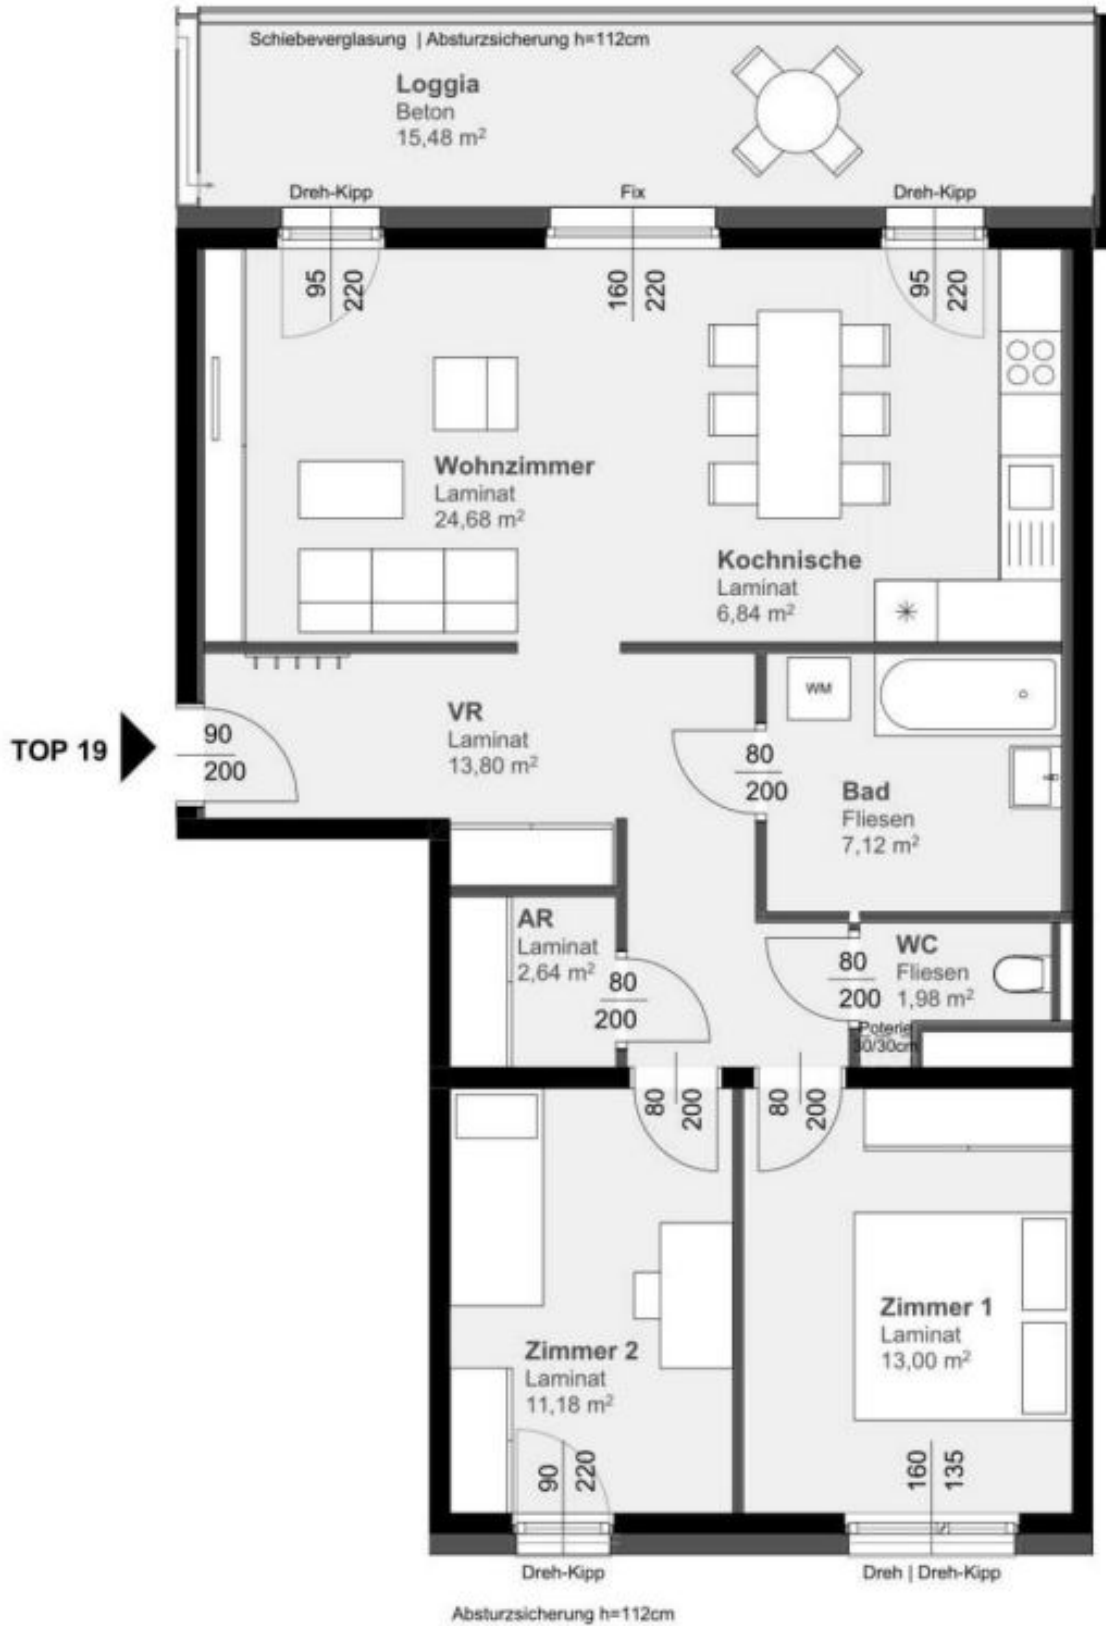 Schiebeverglasung | Absturzsicherung h=112cm
Loggia
Beton
15,48 m²
Dreh-Kipp
Fix
Dreh-Kipp
95
220
160
220
95
220
Wohnzimmer
Laminat
24,68 m²
Kochnische
Laminat
6,84 m²
TOP 19
90
200
VR
Laminat
13,80 m²
WM
80
200
Bad
Fliesen
7,12 m²
AR
Laminat
2,64 m²
80
200
80
200
WC
Fliesen
1,98 m²
Poterie
30/30cm
80
200
80
200
Zimmer 2
Laminat
11,18 m²
Zimmer 1
Laminat
13,00 m²
90
220
160
135
Dreh-Kipp
Dreh | Dreh-Kipp
Absturzsicherung h=112cm